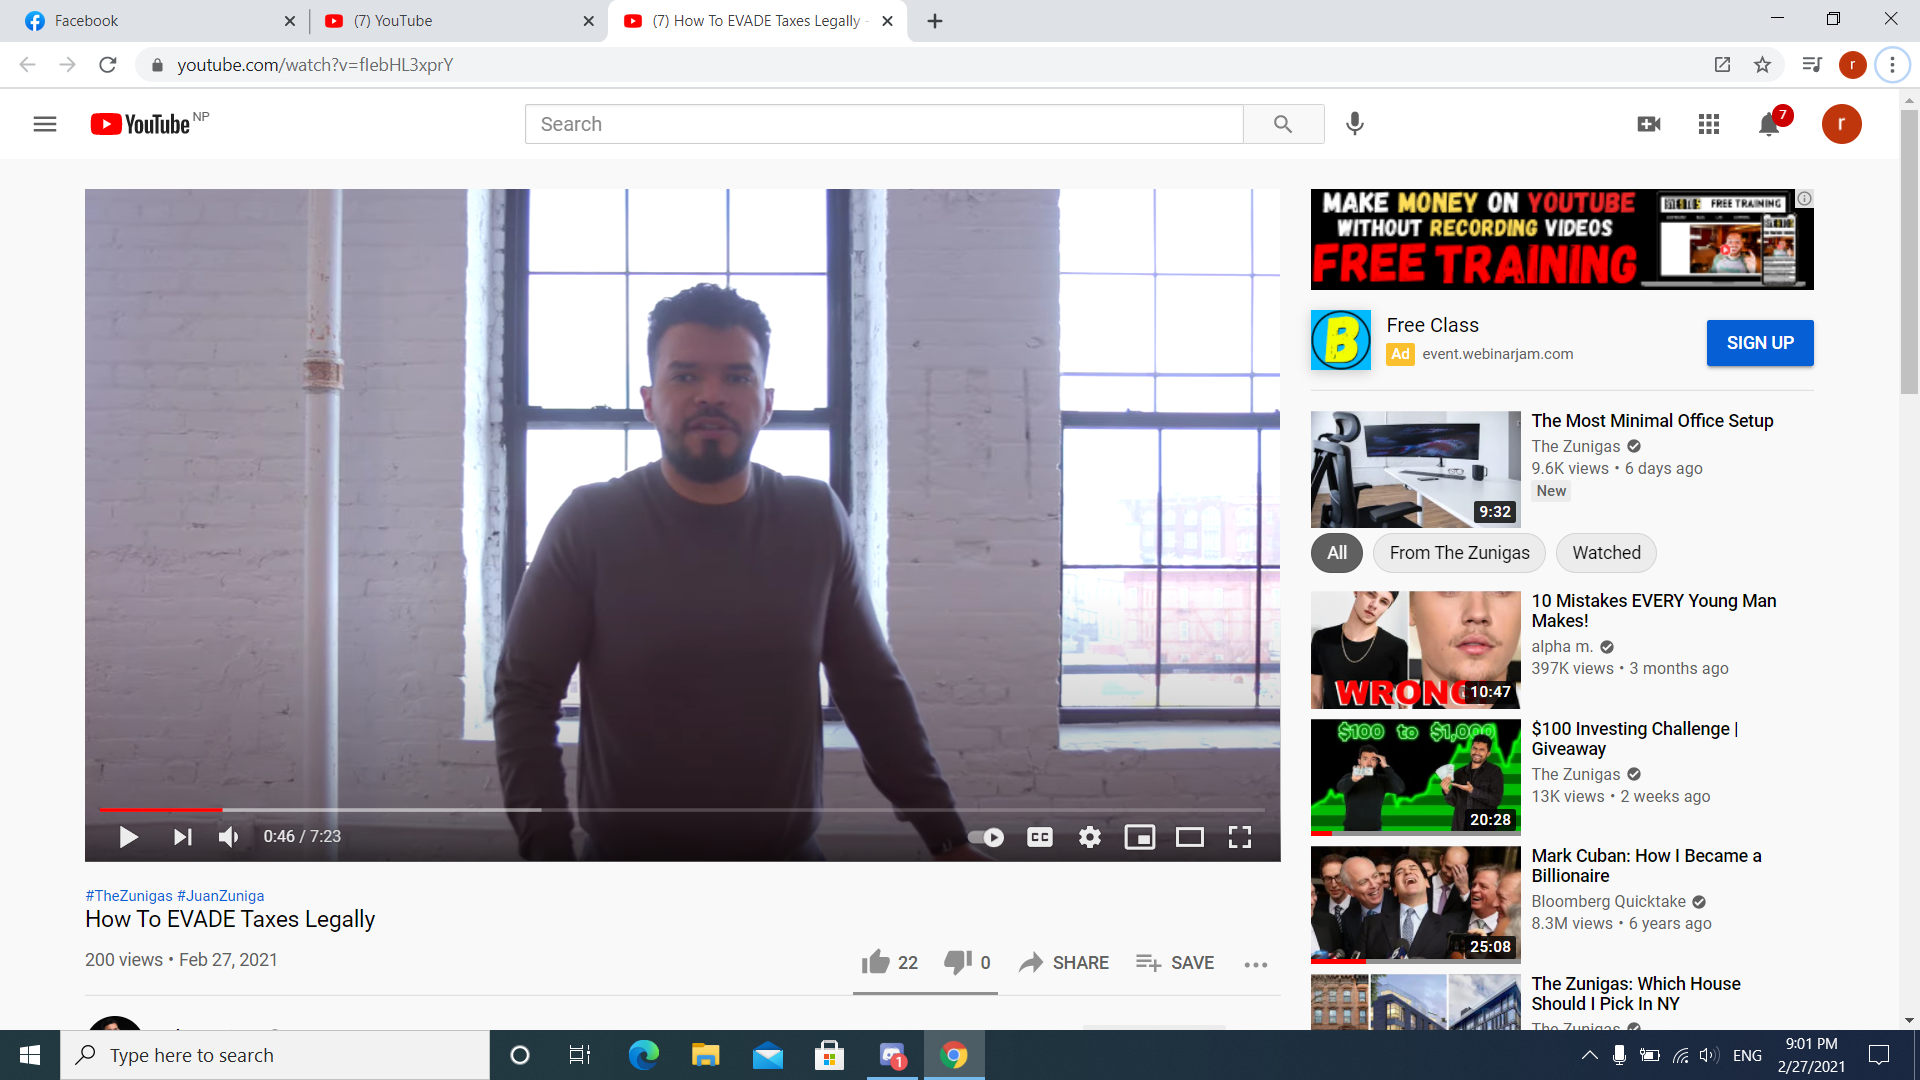 Facebook
(7) YouTube
(7) How To EVADE Taxes Legally -
youtube.com/watch?v=fIebHL3xprY
r
YouTube NP
Search
7
r
MAKE MONEY ON YOUTUBE
WITHOUT RECORDING VIDEOS
FREE TRAINING
FREE TRAINING
B
Free Class
Ad event.webinarjam.com
SIGN UP
The Most Minimal Office Setup
The Zunigas
9.6K views • 6 days ago
New
9:32
All
From The Zunigas
Watched
10 Mistakes EVERY Young Man
Makes!
alpha m.
397K views • 3 months ago
WRONG
10:47
$100 to $1,000
$100 Investing Challenge |
Giveaway
The Zunigas
13K views • 2 weeks ago
20:28
Mark Cuban: How I Became a
Billionaire
Bloomberg Quicktake
8.3M views • 6 years ago
25:08
The Zunigas: Which House
Should I Pick In NY
The Zunigas
0:46 / 7:23
CC
#TheZunigas #JuanZuniga
How To EVADE Taxes Legally
200 views • Feb 27, 2021
22
0
SHARE
SAVE
Type here to search
1
ENG
9:01 PM
2/27/2021